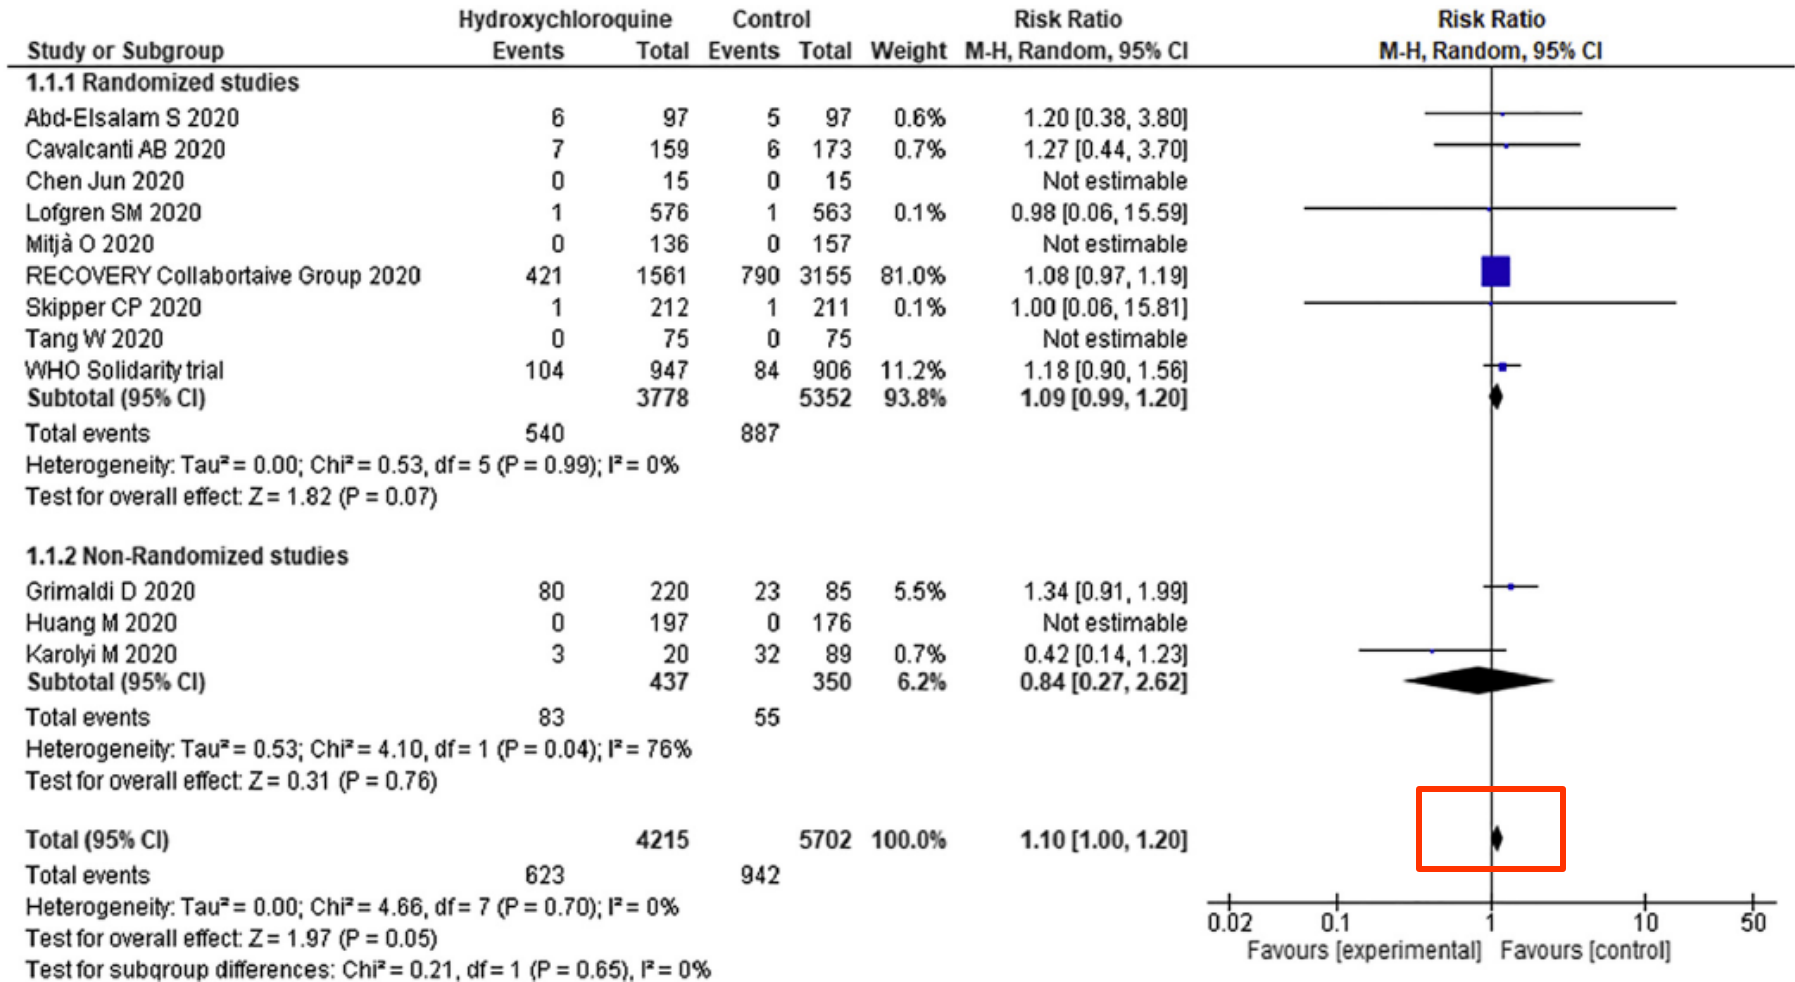 Hydroxychloroquine Control Risk Ratio Risk Ratio
Study or Subgroup Events Total Events Total Weight M-H, Random, 95% CI M-H, Random, 95% CI
1.1.1 Randomized studies
Abd-Elsalam S 2020 6 97 5 97 0.6% 1.20 [0.38, 3.80]
Cavalcanti AB 2020 7 159 6 173 0.7% 1.27 [0.44, 3.70]
Chen Jun 2020 0 15 0 15 Not estimable
Lofgren SM 2020 1 576 1 563 0.1% 0.98 [0.06, 15.59]
Mitjà O 2020 0 136 0 157 Not estimable
RECOVERY Collabortaive Group 2020 421 1561 790 3155 81.0% 1.08 [0.97, 1.19]
Skipper CP 2020 1 212 1 211 0.1% 1.00 [0.06, 15.81]
Tang W 2020 0 75 0 75 Not estimable
WHO Solidarity trial 104 947 84 906 11.2% 1.18 [0.90, 1.56]
Subtotal (95% CI) 3778 5352 93.8% 1.09 [0.99, 1.20]
Total events 540 887
Heterogeneity: Tau² = 0.00; Chi² = 0.53, df = 5 (P = 0.99); I² = 0%
Test for overall effect: Z = 1.82 (P = 0.07)
1.1.2 Non-Randomized studies
Grimaldi D 2020 80 220 23 85 5.5% 1.34 [0.91, 1.99]
Huang M 2020 0 197 0 176 Not estimable
Karolyi M 2020 3 20 32 89 0.7% 0.42 [0.14, 1.23]
Subtotal (95% CI) 437 350 6.2% 0.84 [0.27, 2.62]
Total events 83 55
Heterogeneity: Tau² = 0.53; Chi² = 4.10, df = 1 (P = 0.04); I² = 76%
Test for overall effect: Z = 0.31 (P = 0.76)
Total (95% CI) 4215 5702 100.0% 1.10 [1.00, 1.20]
Total events 623 942
Heterogeneity: Tau² = 0.00; Chi² = 4.66, df = 7 (P = 0.70); I² = 0%
Test for overall effect: Z = 1.97 (P = 0.05)
Test for subgroup differences: Chi² = 0.21, df = 1 (P = 0.65), I² = 0%
0.02 0.1 1 10 50
Favours [experimental] Favours [control]